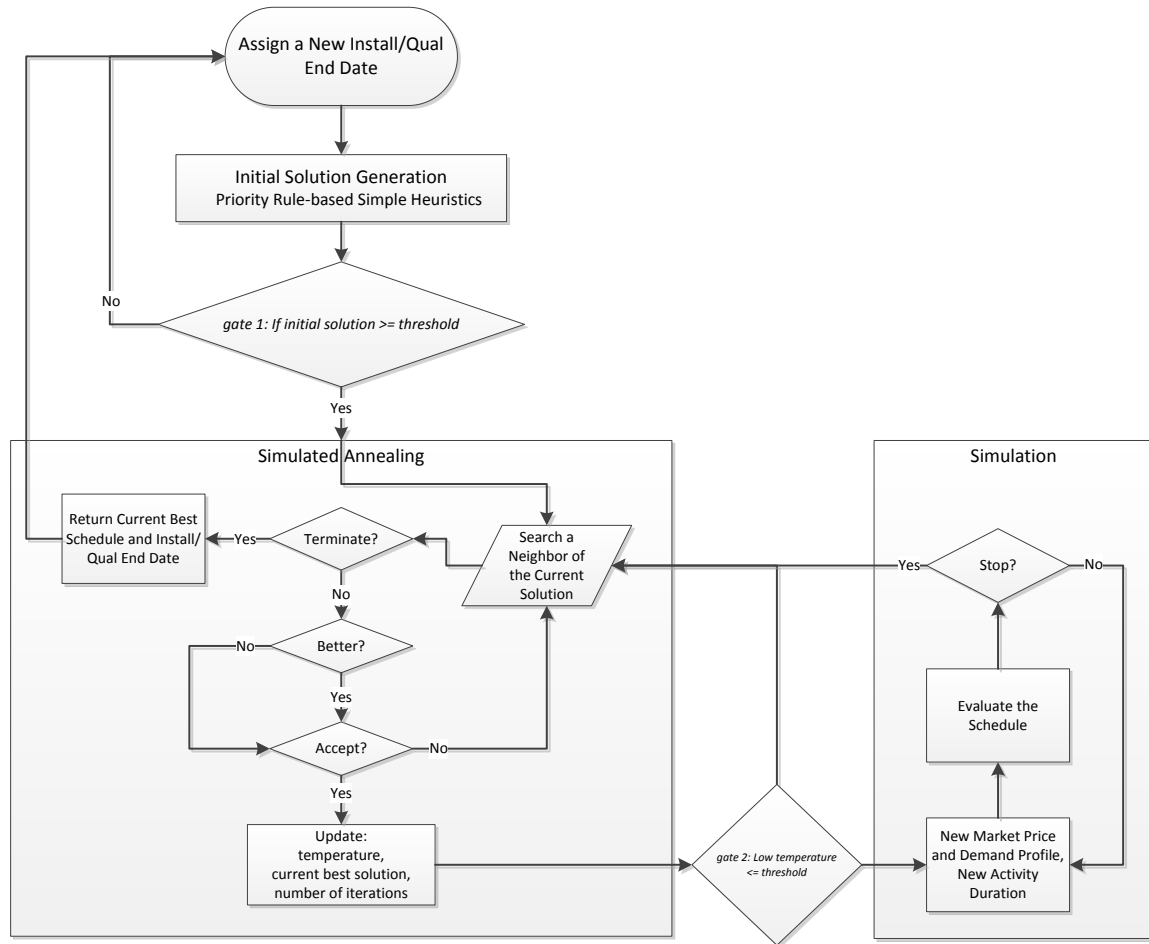 Assign a New Install/Qual
End Date
Initial Solution Generation
Priority Rule-based Simple Heuristics
No
gate 1: If initial solution >= threshold
Yes
Simulated Annealing
Return Current Best
Schedule and Install/
Qual End Date
Yes
Terminate?
Search a
Neighbor of
the Current
Solution
No
No
Better?
Yes
Accept?
No
Yes
Update:
temperature,
current best solution,
number of iterations
gate 2: Low temperature
<= threshold
Simulation
Yes
Stop?
No
Evaluate the
Schedule
New Market Price
and Demand Profile,
New Activity
Duration